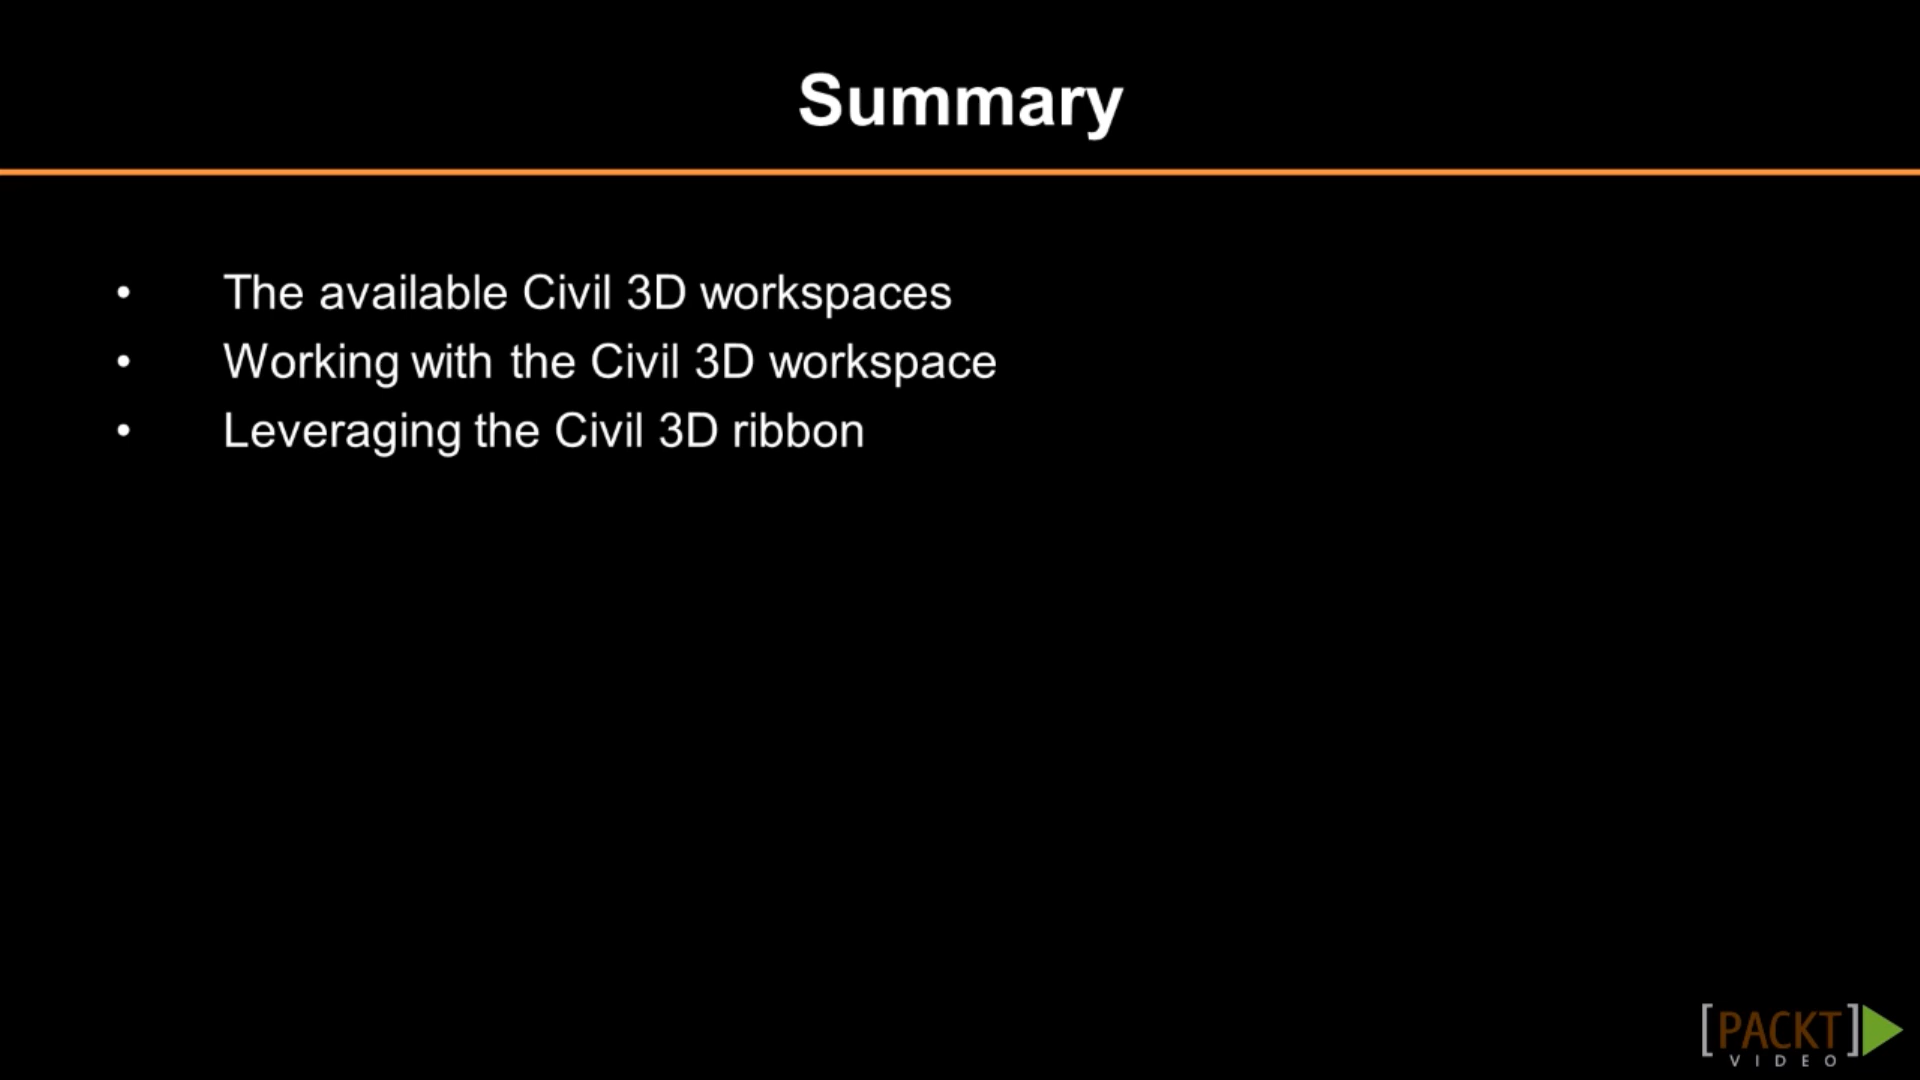 Summary
• The available Civil 3D workspaces
• Working with the Civil 3D workspace
• Leveraging the Civil 3D ribbon
[PACKT]
VIDEO